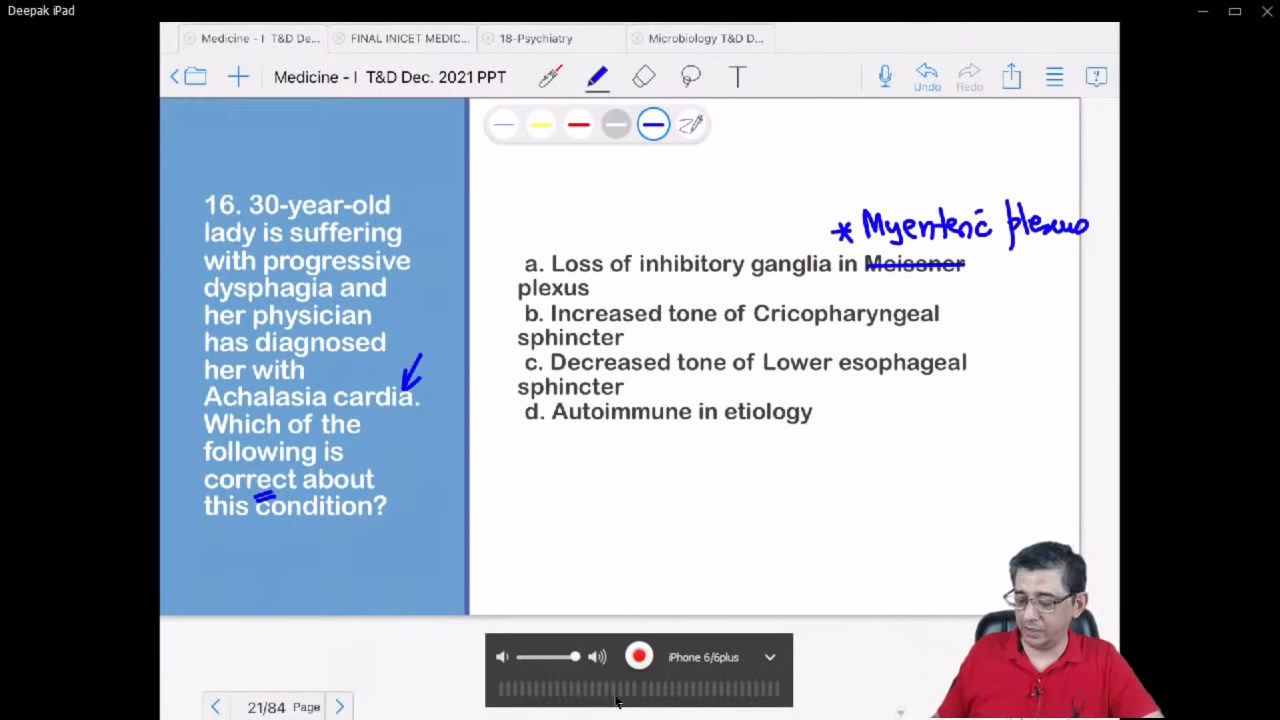 Deepak iPad
Medicine - I T&D De...
FINAL INICET MEDIC...
18-Psychiatry
Microbiology T&D D...
Medicine - I T&D Dec. 2021 PPT
T
Undo
Redo
?
16. 30-year-old
lady is suffering
with progressive
dysphagia and
her physician
has diagnosed
her with
Achalasia cardia.
Which of the
following is
correct about
this condition?
* Myenteric plexus
a. Loss of inhibitory ganglia in Meissner
plexus
b. Increased tone of Cricopharyngeal
sphincter
c. Decreased tone of Lower esophageal
sphincter
d. Autoimmune in etiology
iPhone 6/6plus
21/84 Page